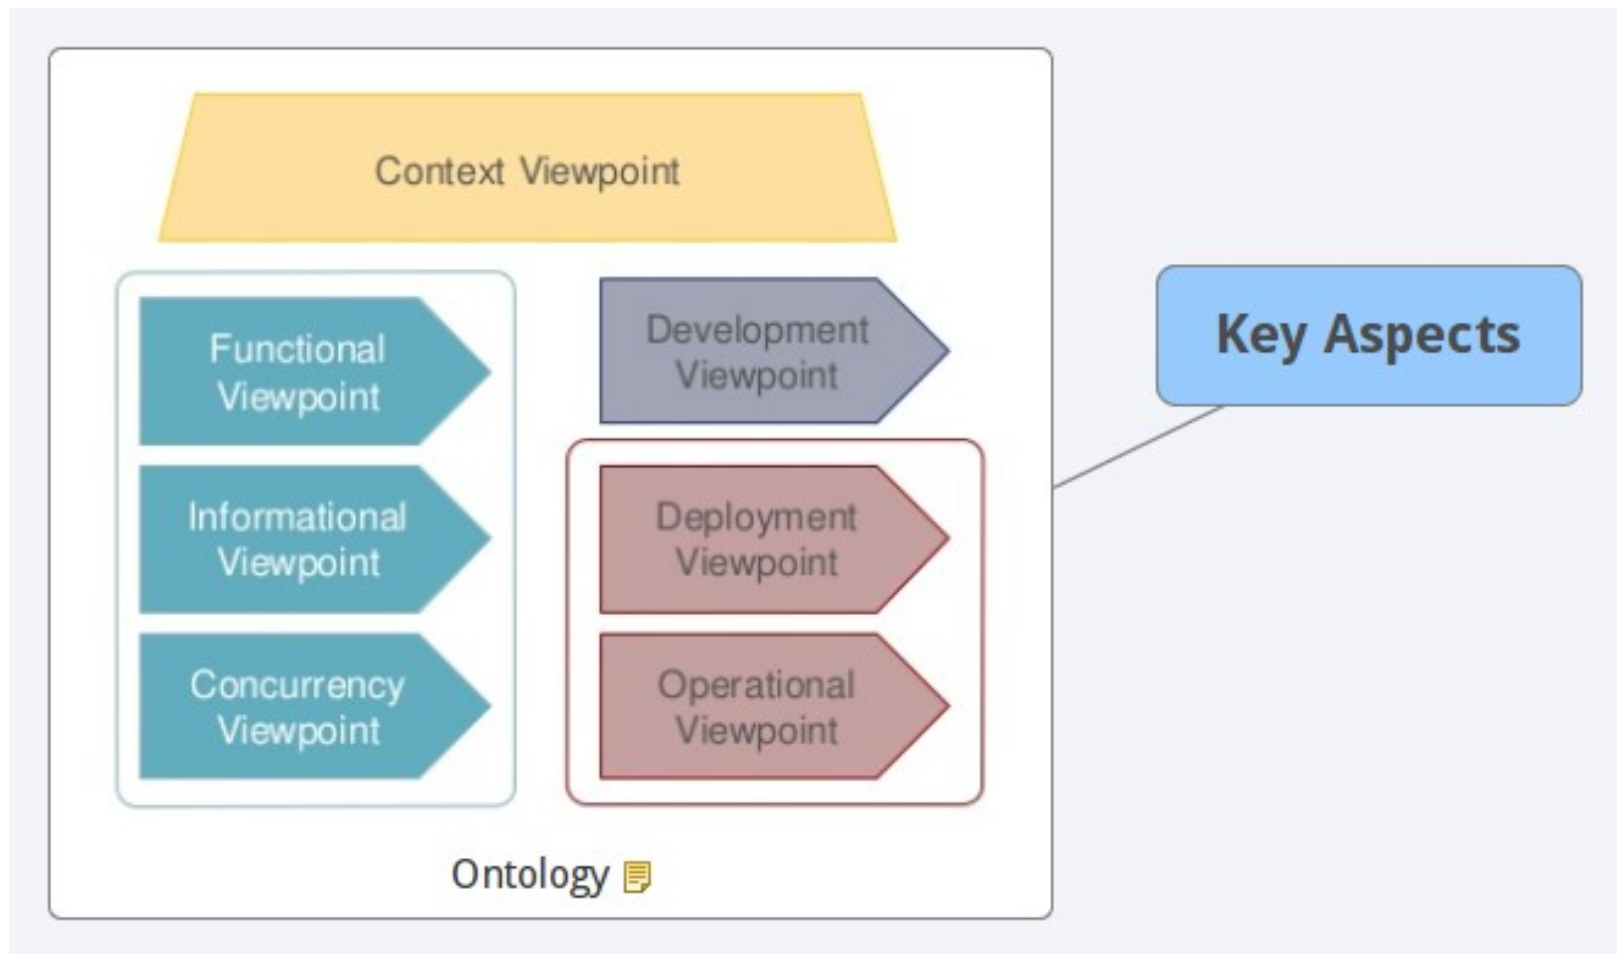 Context Viewpoint
Functional
Viewpoint
Informational
Viewpoint
Concurrency
Viewpoint
Development
Viewpoint
Deployment
Viewpoint
Operational
Viewpoint
Ontology
Key Aspects